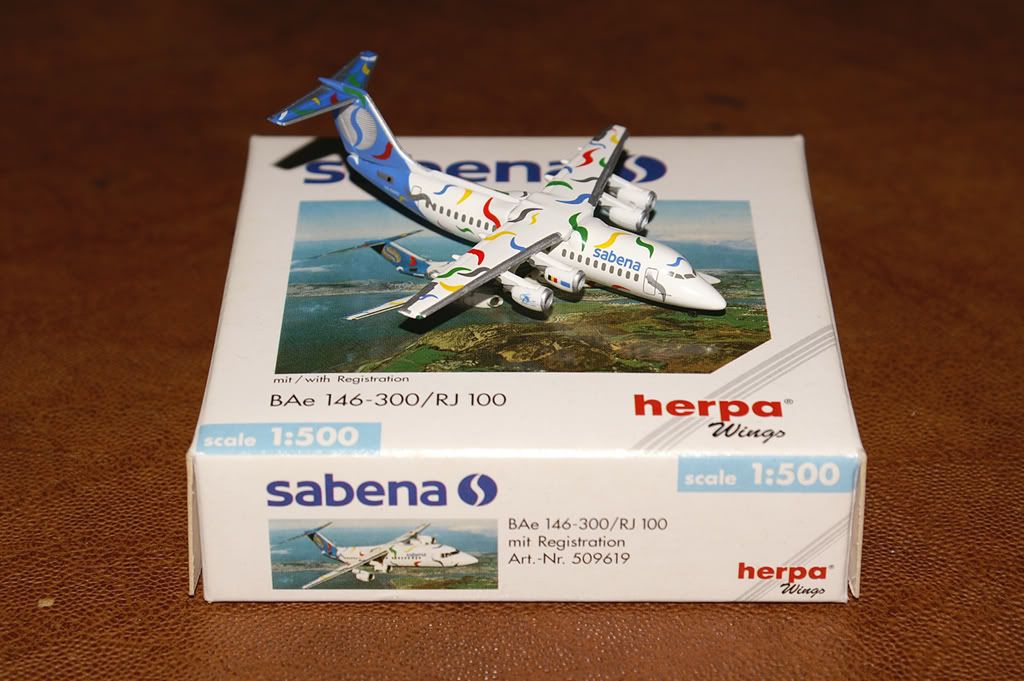 sabena
sabena
mit / with Registration
BAe 146-300/RJ 100
herpa®
Wings
scale 1:500
scale 1:500
sabena
BAe 146-300/RJ 100
mit Registration
Art.-Nr. 509619
sabena
herpa®
Wings